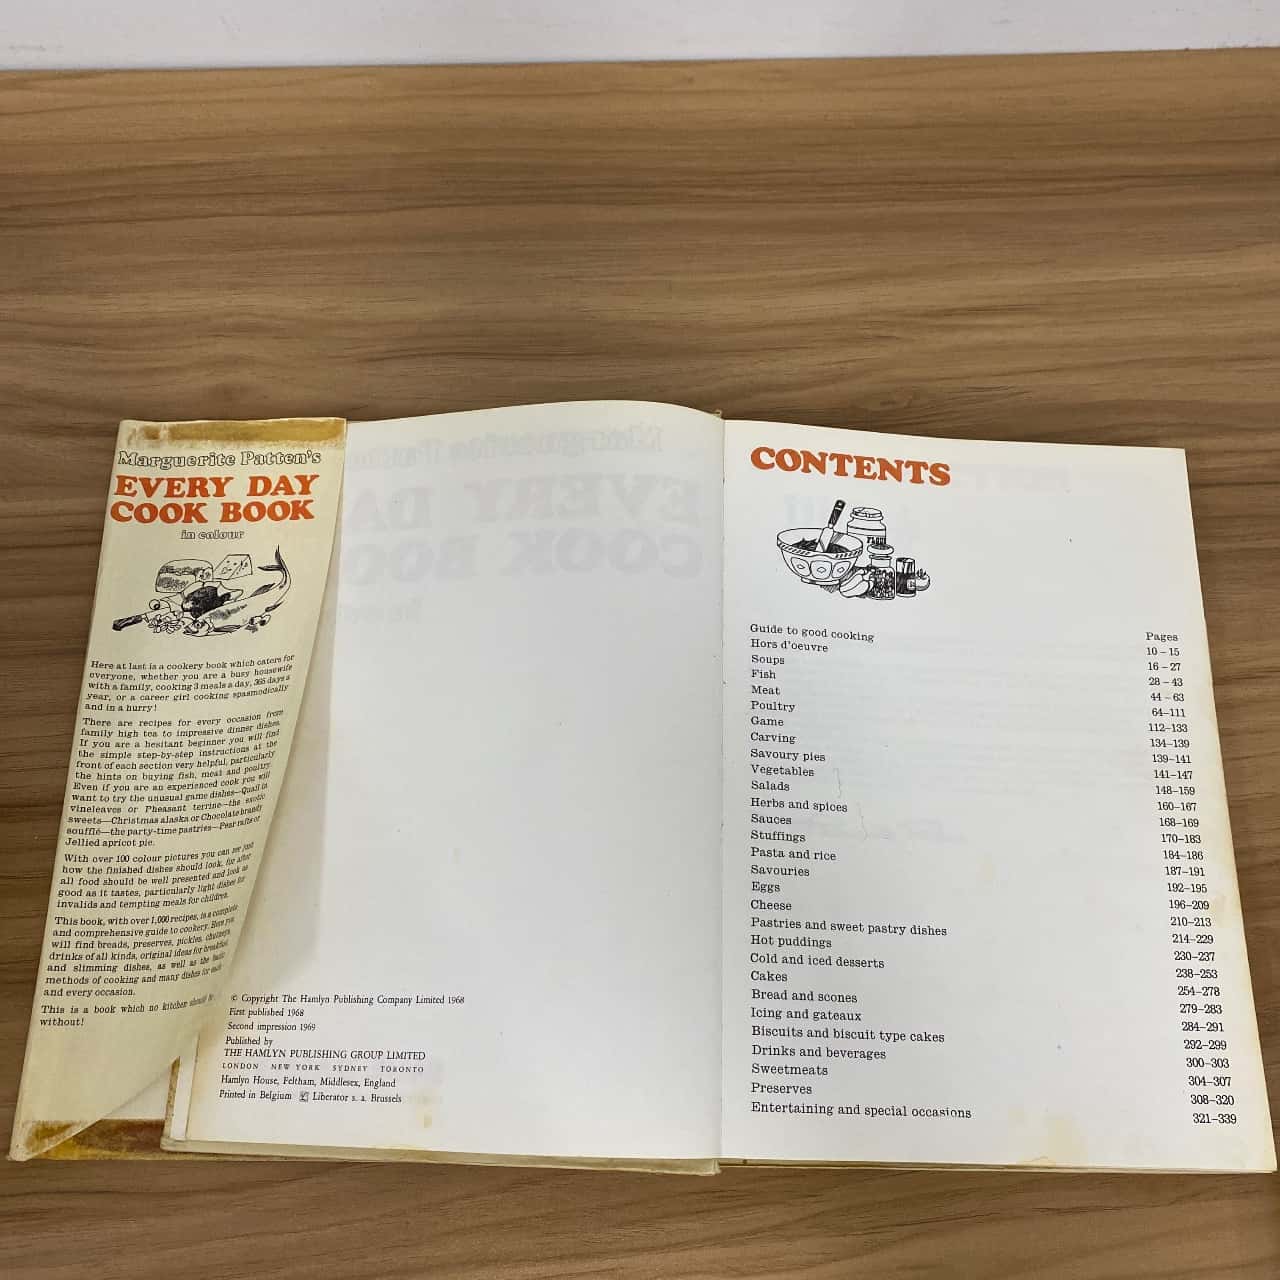 Marguerite Patten's
EVERY DAY
COOK BOOK
in colour
Here at last is a cookery book which caters for
everyone, whether you are a busy housewife
with a family, cooking 3 meals a day, 365 days a
year, or a career girl cooking spasmodically
and in a hurry!
There are recipes for every occasion from
family high tea to impressive dinner dishes.
If you are a hesitant beginner you will find
the simple step-by-step instructions at the
front of each section very helpful, particularly
the hints on buying fish, meat and poultry.
Even if you are an experienced cook you will
want to try the unusual game dishes—Quail in
vineleaves or Pheasant terrine—the exotic
sweets—Christmas alaska or Chocolate brandy
soufflé—the party-time pastries—Pear rafts or
Jellied apricot pie.
With over 100 colour pictures you can see just
how the finished dishes should look, for after
all food should be well presented and look as
good as it tastes, particularly light dishes for
invalids and tempting meals for children.
This book, with over 1,000 recipes, is a complete
and comprehensive guide to cookery. Here you
will find breads, preserves, pickles, chutneys,
drinks of all kinds, original ideas for breakfast
and slimming dishes, as well as the basic
methods of cooking and many dishes for each
and every occasion.
This is a book which no kitchen should be
without!
© Copyright The Hamlyn Publishing Company Limited 1968
First published 1968
Second impression 1969
Published by
THE HAMLYN PUBLISHING GROUP LIMITED
LONDON NEW YORK SYDNEY TORONTO
Hamlyn House, Feltham, Middlesex, England
Printed in Belgium Liberator s. a. Brussels
CONTENTS
FLOUR
Pages
Guide to good cooking 10 – 15
Hors d'oeuvre 16 – 27
Soups 28 – 43
Fish 44 – 63
Meat 64–111
Poultry 112–133
Game 134–139
Carving 139–141
Savoury pies 141–147
Vegetables 148–159
Salads 160–167
Herbs and spices 168–169
Sauces 170–183
Stuffings 184–186
Pasta and rice 187–191
Savouries 192–195
Eggs 196–209
Cheese 210–213
Pastries and sweet pastry dishes 214–229
Hot puddings 230–237
Cold and iced desserts 238–253
Cakes 254–278
Bread and scones 279–283
Icing and gateaux 284–291
Biscuits and biscuit type cakes 292–299
Drinks and beverages 300–303
Sweetmeats 304–307
Preserves 308–320
Entertaining and special occasions 321–339